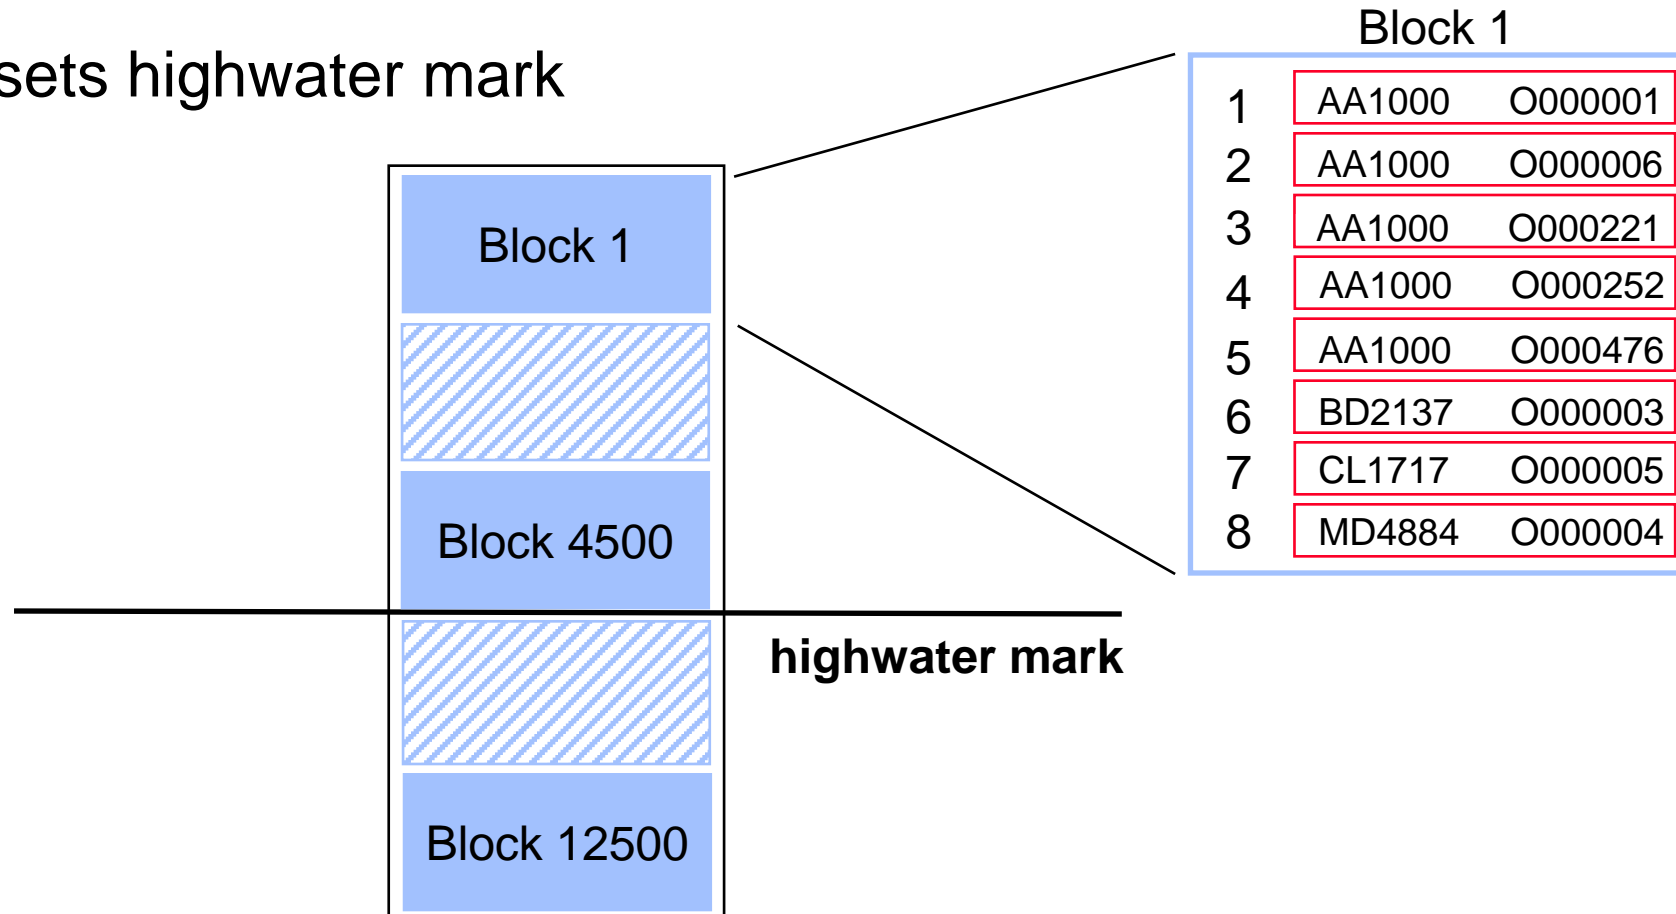 sets highwater mark
Block 1
Block 4500
highwater mark
Block 12500
Block 1
1 AA1000 O000001
2 AA1000 O000006
3 AA1000 O000221
4 AA1000 O000252
5 AA1000 O000476
6 BD2137 O000003
7 CL1717 O000005
8 MD4884 O000004